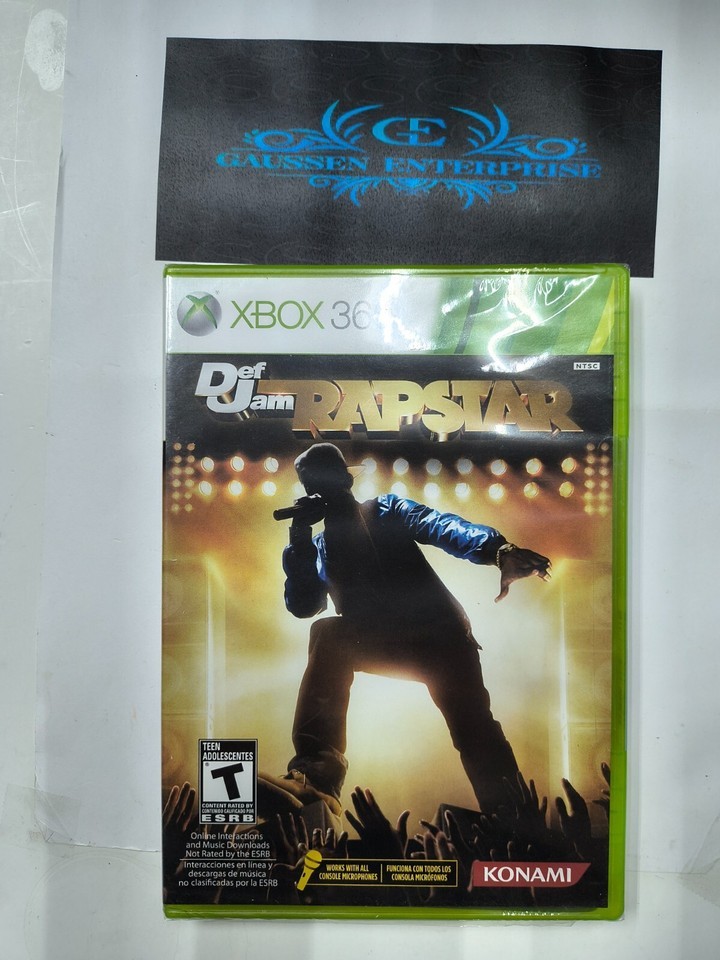 GE
GAUSSEN ENTERPRISE
XBOX 36
NTSC
Def Jam RAPSTAR
TEEN
ADOLESCENTES
T
CONTENT RATED BY
CONTENIDO CALIFICADO POR
ESRB
Online Interactions
and Music Downloads
Not Rated by the ESRB
Interacciones en línea y
descargas de música
no clasificadas por la ESRB
WORKS WITH ALL
CONSOLE MICROPHONES
FUNCIONA CON TODOS LOS
CONSOLA MICRÓFONOS
KONAMI